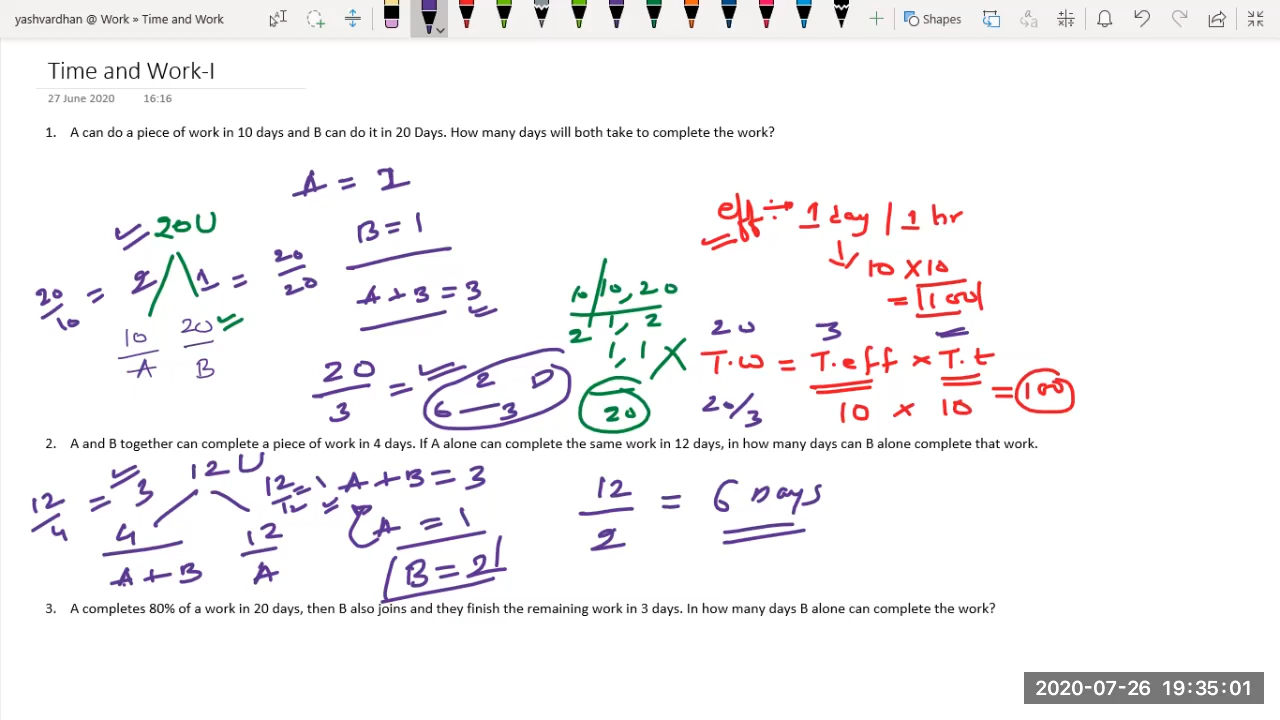 yashvardhan @ Work » Time and Work
Shapes
Time and Work-I
27 June 2020 16:16
1. A can do a piece of work in 10 days and B can do it in 20 Days. How many days will both take to complete the work?
A = 1
eff:→ 1 day / 1 hr
20U
B = 1
20/10 = 2 1 = 20/20
10 x 10
A + B = 3
= 100
10/10, 20
2 1, 2
1, 1
20
10/A 20/B
20 3
T.w = T.eff x T.t
20/3 = 6 2/3 D
20/3 10 x 10 = 100
2. A and B together can complete a piece of work in 4 days. If A alone can complete the same work in 12 days, in how many days can B alone complete that work.
12 U
12/4 = 3 12/12 = 1 A + B = 3
12/2 = 6 Days
4/A + B 12/A
A = 1
B = 2
3. A completes 80% of a work in 20 days, then B also joins and they finish the remaining work in 3 days. In how many days B alone can complete the work?
2020-07-26 19:35:01